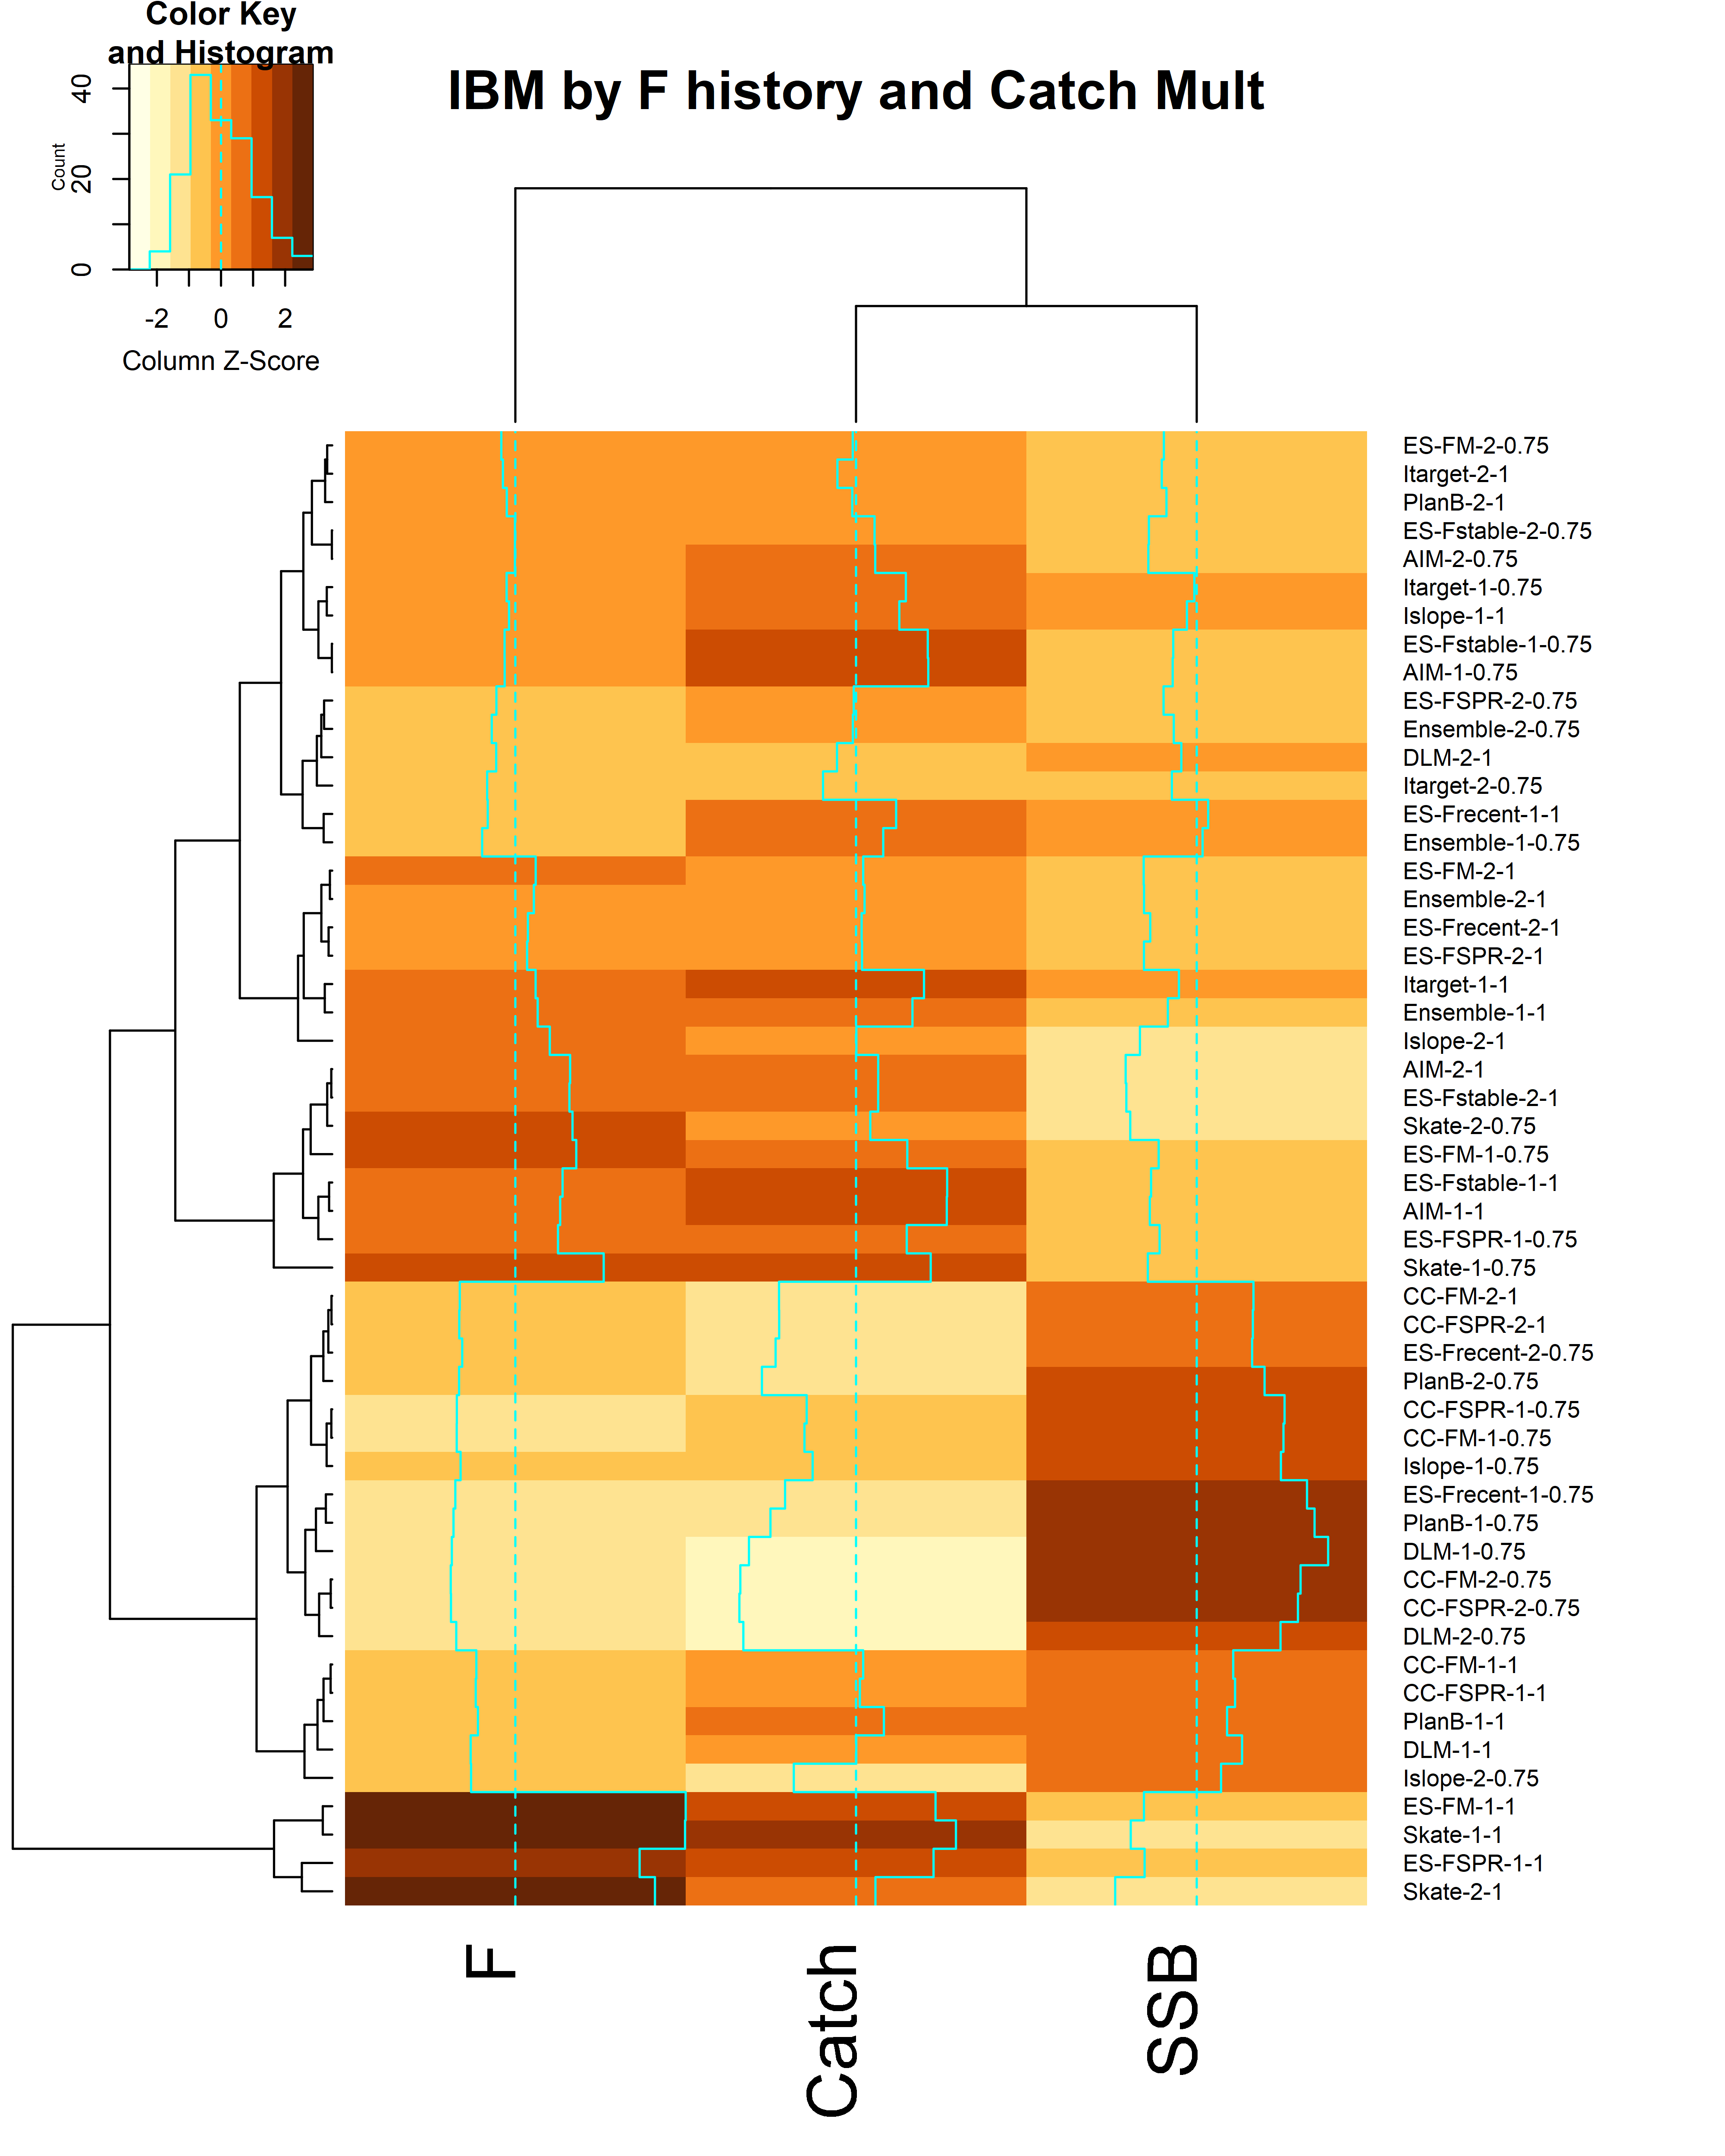 Color Key
and Histogram
IBM by F history and Catch Mult
Count
0 20 40
-2 0 2
Column Z-Score
ES-FM-2-0.75
Itarget-2-1
PlanB-2-1
ES-Fstable-2-0.75
AIM-2-0.75
Itarget-1-0.75
Islope-1-1
ES-Fstable-1-0.75
AIM-1-0.75
ES-FSPR-2-0.75
Ensemble-2-0.75
DLM-2-1
Itarget-2-0.75
ES-Frecent-1-1
Ensemble-1-0.75
ES-FM-2-1
Ensemble-2-1
ES-Frecent-2-1
ES-FSPR-2-1
Itarget-1-1
Ensemble-1-1
Islope-2-1
AIM-2-1
ES-Fstable-2-1
Skate-2-0.75
ES-FM-1-0.75
ES-Fstable-1-1
AIM-1-1
ES-FSPR-1-0.75
Skate-1-0.75
CC-FM-2-1
CC-FSPR-2-1
ES-Frecent-2-0.75
PlanB-2-0.75
CC-FSPR-1-0.75
CC-FM-1-0.75
Islope-1-0.75
ES-Frecent-1-0.75
PlanB-1-0.75
DLM-1-0.75
CC-FM-2-0.75
CC-FSPR-2-0.75
DLM-2-0.75
CC-FM-1-1
CC-FSPR-1-1
PlanB-1-1
DLM-1-1
Islope-2-0.75
ES-FM-1-1
Skate-1-1
ES-FSPR-1-1
Skate-2-1
F
Catch
SSB